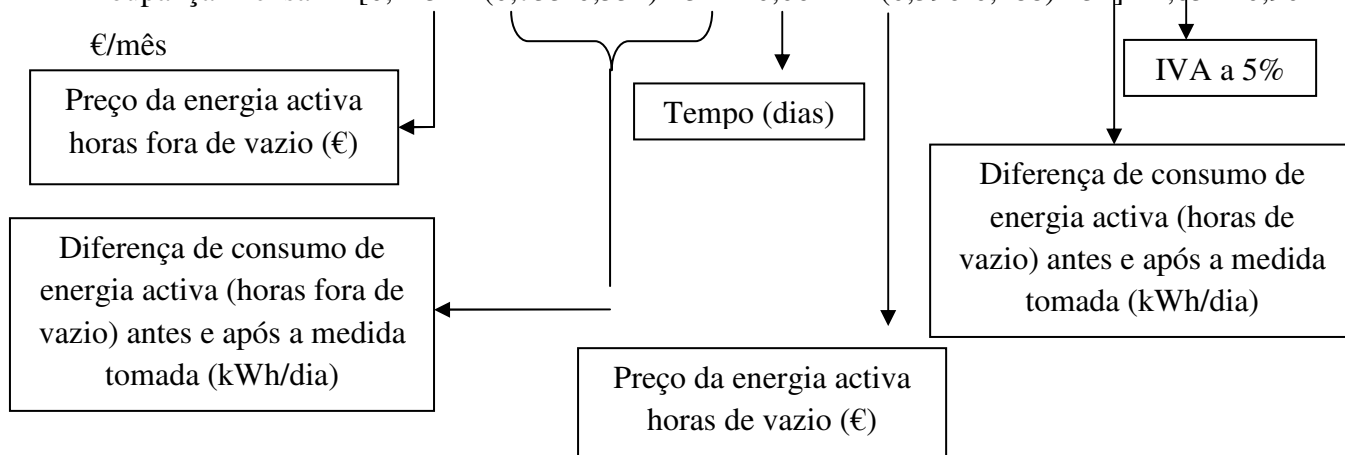 €/mês
IVA a 5%
Preço da energia activa
horas fora de vazio (€)
Tempo (dias)
Diferença de consumo de
energia activa (horas de
vazio) antes e após a medida
tomada (kWh/dia)
Diferença de consumo de
energia activa (horas fora de
vazio) antes e após a medida
tomada (kWh/dia)
Preço da energia activa
horas de vazio (€)